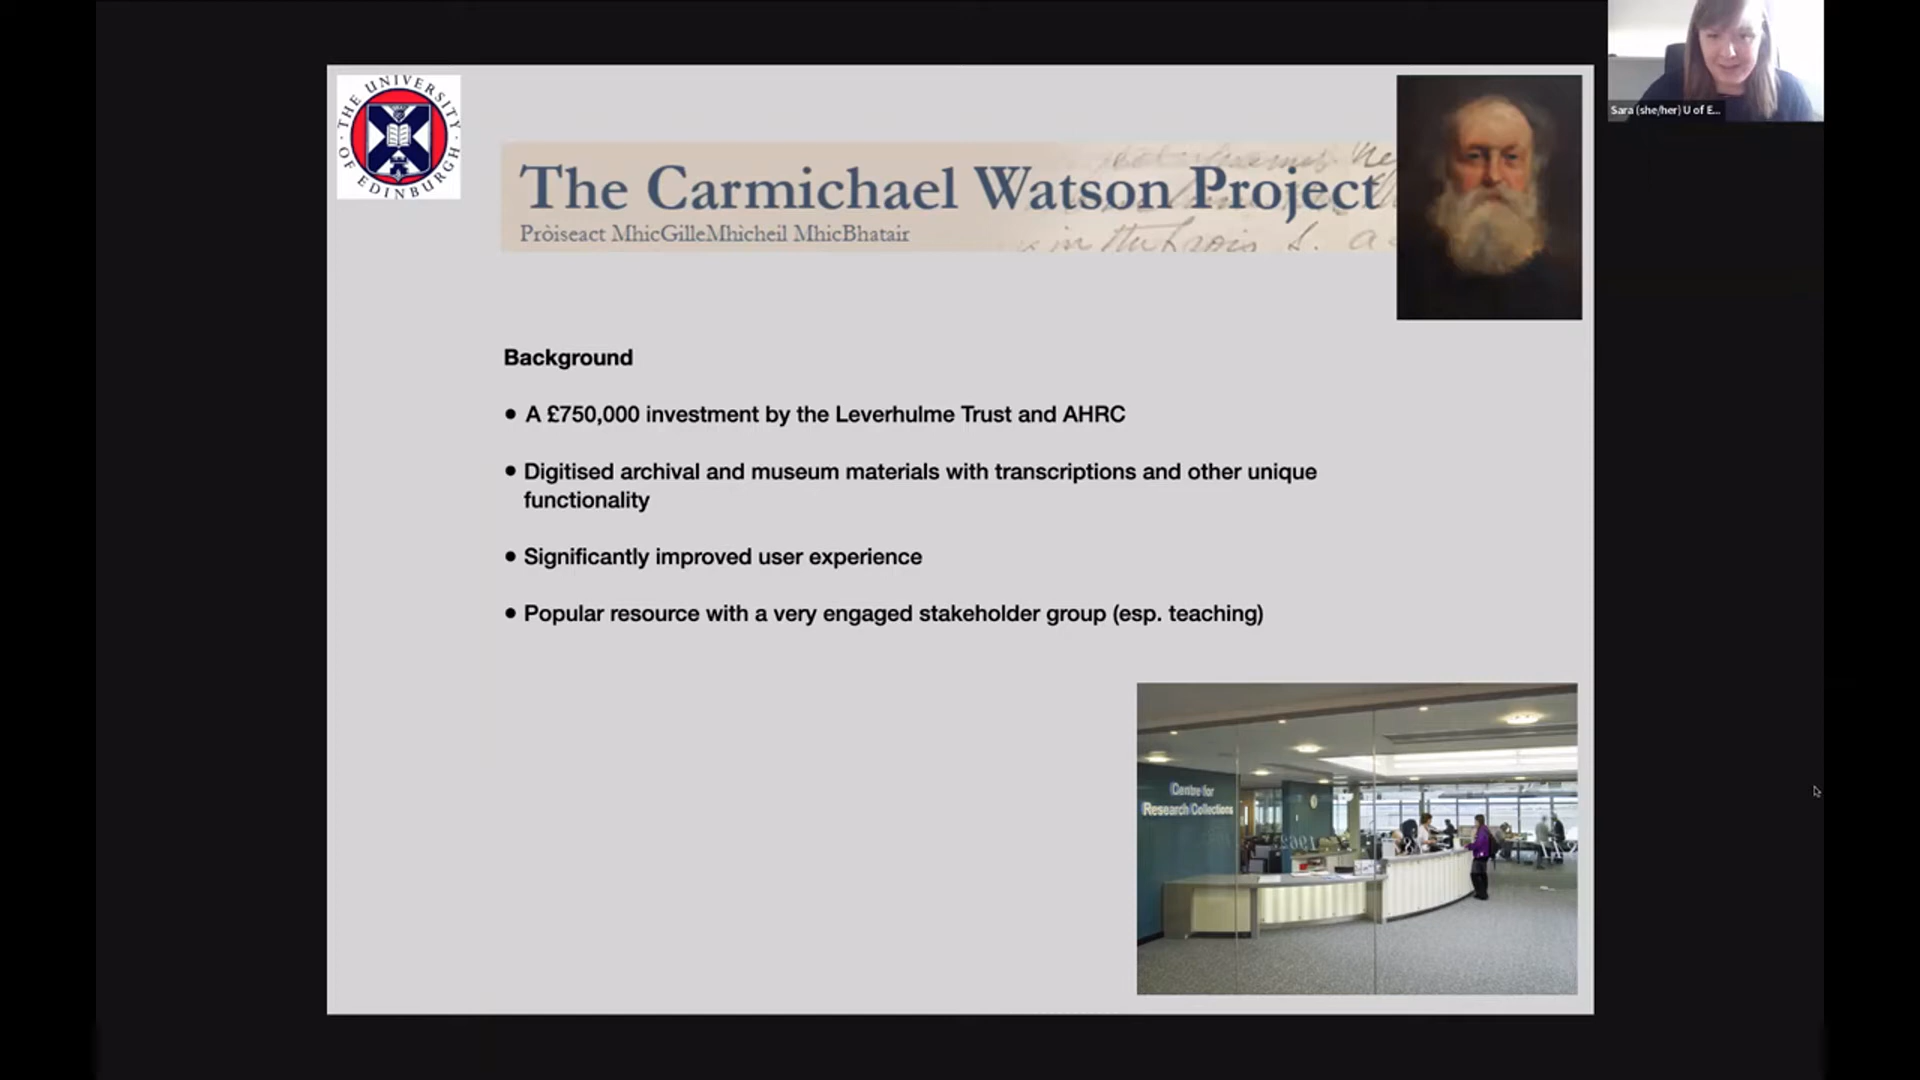 THE UNIVERSITY OF EDINBURGH
The Carmichael Watson Project
Pròiseact MhicGilleMhicheil MhicBhatair
Sara (she/her) U of E...
Background
• A £750,000 investment by the Leverhulme Trust and AHRC
• Digitised archival and museum materials with transcriptions and other unique
functionality
• Significantly improved user experience
• Popular resource with a very engaged stakeholder group (esp. teaching)
Centre for
Research Collections